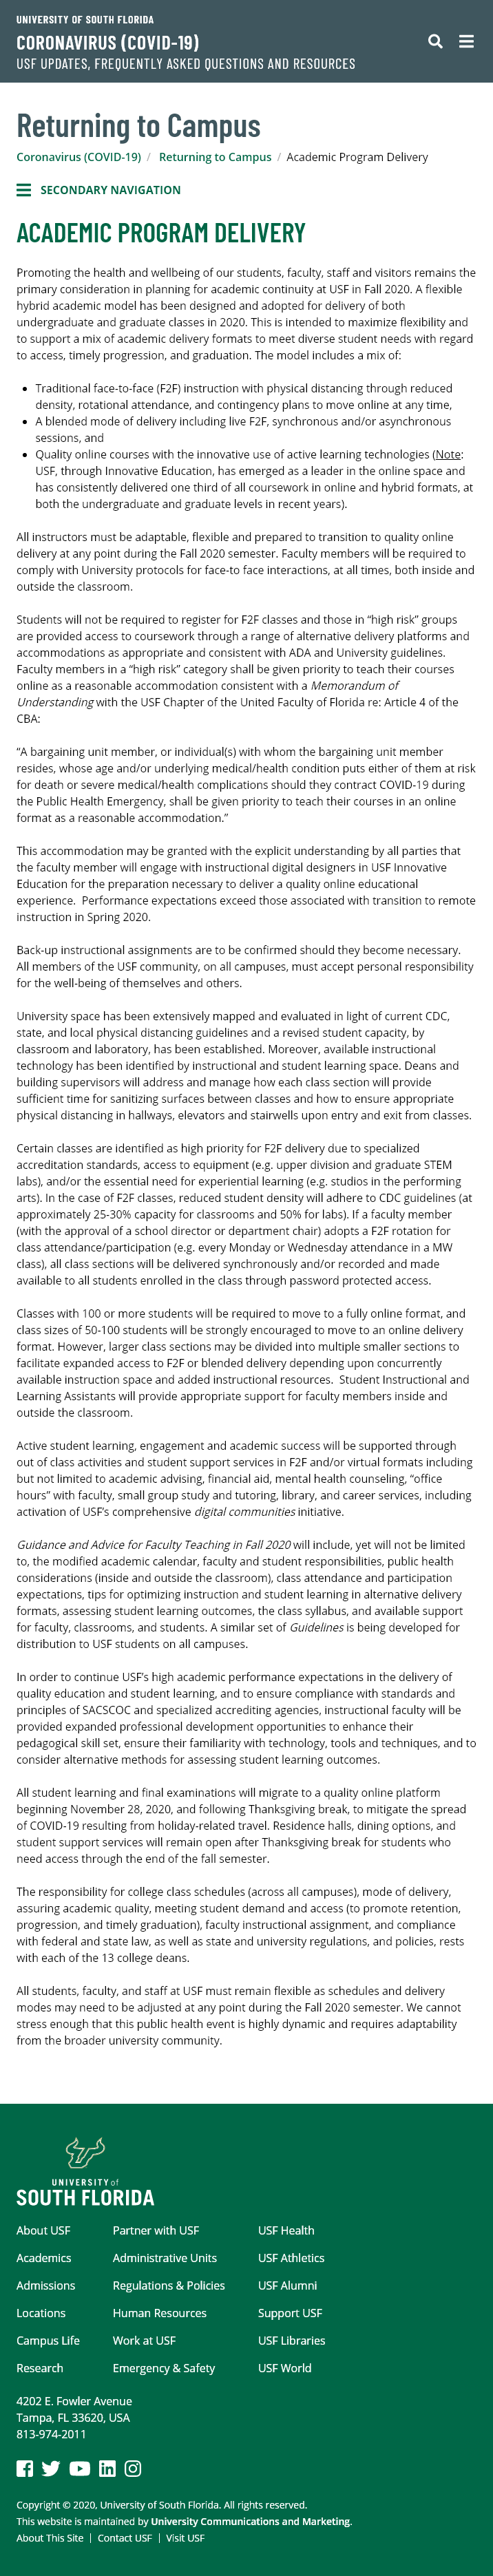 UNIVERSITY OF SOUTH FLORIDA
CORONAVIRUS (COVID-19)
USF UPDATES, FREQUENTLY ASKED QUESTIONS AND RESOURCES
Returning to Campus
Coronavirus (COVID-19) / Returning to Campus / Academic Program Delivery
SECONDARY NAVIGATION
ACADEMIC PROGRAM DELIVERY
Promoting the health and wellbeing of our students, faculty, staff and visitors remains the
primary consideration in planning for academic continuity at USF in Fall 2020. A flexible
hybrid academic model has been designed and adopted for delivery of both
undergraduate and graduate classes in 2020. This is intended to maximize flexibility and
to support a mix of academic delivery formats to meet diverse student needs with regard
to access, timely progression, and graduation. The model includes a mix of:
• Traditional face-to-face (F2F) instruction with physical distancing through reduced
density, rotational attendance, and contingency plans to move online at any time,
• A blended mode of delivery including live F2F, synchronous and/or asynchronous
sessions, and
• Quality online courses with the innovative use of active learning technologies (Note:
USF, through Innovative Education, has emerged as a leader in the online space and
has consistently delivered one third of all coursework in online and hybrid formats, at
both the undergraduate and graduate levels in recent years).
All instructors must be adaptable, flexible and prepared to transition to quality online
delivery at any point during the Fall 2020 semester. Faculty members will be required to
comply with University protocols for face-to face interactions, at all times, both inside and
outside the classroom.
Students will not be required to register for F2F classes and those in “high risk” groups
are provided access to coursework through a range of alternative delivery platforms and
accommodations as appropriate and consistent with ADA and University guidelines.
Faculty members in a “high risk” category shall be given priority to teach their courses
online as a reasonable accommodation consistent with a Memorandum of
Understanding with the USF Chapter of the United Faculty of Florida re: Article 4 of the
CBA:
“A bargaining unit member, or individual(s) with whom the bargaining unit member
resides, whose age and/or underlying medical/health condition puts either of them at risk
for death or severe medical/health complications should they contract COVID-19 during
the Public Health Emergency, shall be given priority to teach their courses in an online
format as a reasonable accommodation.”
This accommodation may be granted with the explicit understanding by all parties that
the faculty member will engage with instructional digital designers in USF Innovative
Education for the preparation necessary to deliver a quality online educational
experience. Performance expectations exceed those associated with transition to remote
instruction in Spring 2020.
Back-up instructional assignments are to be confirmed should they become necessary.
All members of the USF community, on all campuses, must accept personal responsibility
for the well-being of themselves and others.
University space has been extensively mapped and evaluated in light of current CDC,
state, and local physical distancing guidelines and a revised student capacity, by
classroom and laboratory, has been established. Moreover, available instructional
technology has been identified by instructional and student learning space. Deans and
building supervisors will address and manage how each class section will provide
sufficient time for sanitizing surfaces between classes and how to ensure appropriate
physical distancing in hallways, elevators and stairwells upon entry and exit from classes.
Certain classes are identified as high priority for F2F delivery due to specialized
accreditation standards, access to equipment (e.g. upper division and graduate STEM
labs), and/or the essential need for experiential learning (e.g. studios in the performing
arts). In the case of F2F classes, reduced student density will adhere to CDC guidelines (at
approximately 25-30% capacity for classrooms and 50% for labs). If a faculty member
(with the approval of a school director or department chair) adopts a F2F rotation for
class attendance/participation (e.g. every Monday or Wednesday attendance in a MW
class), all class sections will be delivered synchronously and/or recorded and made
available to all students enrolled in the class through password protected access.
Classes with 100 or more students will be required to move to a fully online format, and
class sizes of 50-100 students will be strongly encouraged to move to an online delivery
format. However, larger class sections may be divided into multiple smaller sections to
facilitate expanded access to F2F or blended delivery depending upon concurrently
available instruction space and added instructional resources. Student Instructional and
Learning Assistants will provide appropriate support for faculty members inside and
outside the classroom.
Active student learning, engagement and academic success will be supported through
out of class activities and student support services in F2F and/or virtual formats including
but not limited to academic advising, financial aid, mental health counseling, “office
hours” with faculty, small group study and tutoring, library, and career services, including
activation of USF’s comprehensive digital communities initiative.
Guidance and Advice for Faculty Teaching in Fall 2020 will include, yet will not be limited
to, the modified academic calendar, faculty and student responsibilities, public health
considerations (inside and outside the classroom), class attendance and participation
expectations, tips for optimizing instruction and student learning in alternative delivery
formats, assessing student learning outcomes, the class syllabus, and available support
for faculty, classrooms, and students. A similar set of Guidelines is being developed for
distribution to USF students on all campuses.
In order to continue USF’s high academic performance expectations in the delivery of
quality education and student learning, and to ensure compliance with standards and
principles of SACSCOC and specialized accrediting agencies, instructional faculty will be
provided expanded professional development opportunities to enhance their
pedagogical skill set, ensure their familiarity with technology, tools and techniques, and to
consider alternative methods for assessing student learning outcomes.
All student learning and final examinations will migrate to a quality online platform
beginning November 28, 2020, and following Thanksgiving break, to mitigate the spread
of COVID-19 resulting from holiday-related travel. Residence halls, dining options, and
student support services will remain open after Thanksgiving break for students who
need access through the end of the fall semester.
The responsibility for college class schedules (across all campuses), mode of delivery,
assuring academic quality, meeting student demand and access (to promote retention,
progression, and timely graduation), faculty instructional assignment, and compliance
with federal and state law, as well as state and university regulations, and policies, rests
with each of the 13 college deans.
All students, faculty, and staff at USF must remain flexible as schedules and delivery
modes may need to be adjusted at any point during the Fall 2020 semester. We cannot
stress enough that this public health event is highly dynamic and requires adaptability
from the broader university community.
UNIVERSITY of
SOUTH FLORIDA
About USF Partner with USF USF Health
Academics Administrative Units USF Athletics
Admissions Regulations & Policies USF Alumni
Locations Human Resources Support USF
Campus Life Work at USF USF Libraries
Research Emergency & Safety USF World
4202 E. Fowler Avenue
Tampa, FL 33620, USA
813-974-2011
Copyright © 2020, University of South Florida. All rights reserved.
This website is maintained by University Communications and Marketing.
About This Site | Contact USF | Visit USF